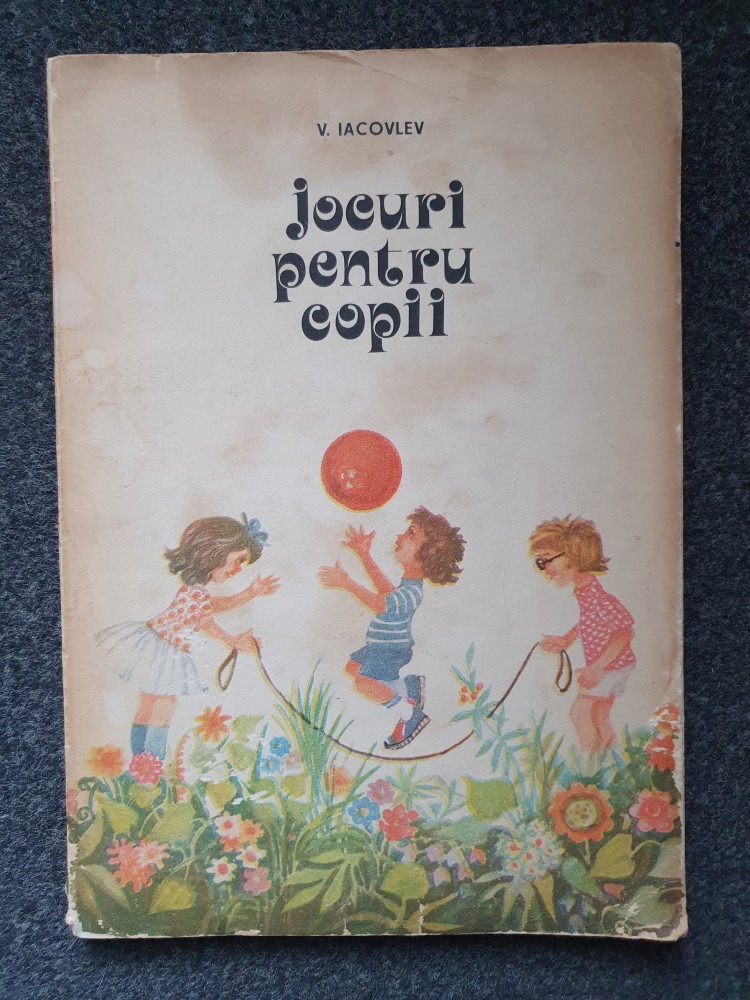 V. IACOVLEV
jocuri
pentru
copii